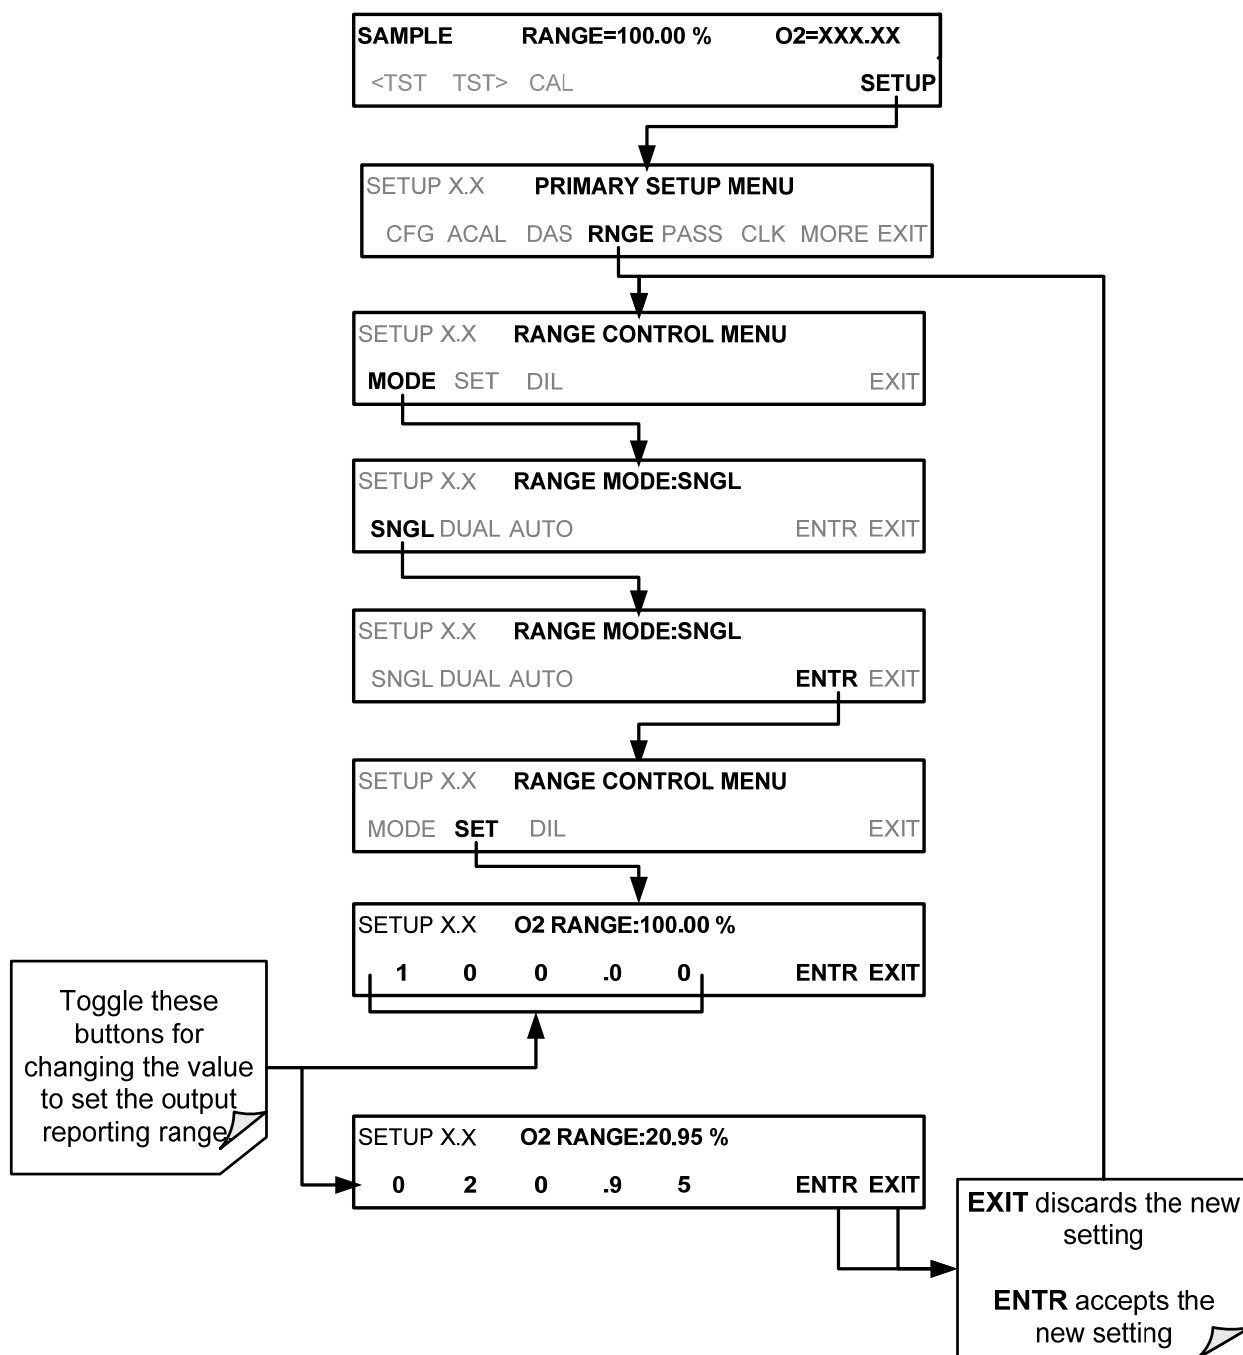 SAMPLE RANGE=100.00 % O2=XXX.XX
<TST TST> CAL SETUP
SETUP X.X PRIMARY SETUP MENU
CFG ACAL DAS RNGE PASS CLK MORE EXIT
SETUP X.X RANGE CONTROL MENU
MODE SET DIL EXIT
SETUP X.X RANGE MODE:SNGL
SNGL DUAL AUTO ENTR EXIT
SETUP X.X RANGE MODE:SNGL
SNGL DUAL AUTO ENTR EXIT
SETUP X.X RANGE CONTROL MENU
MODE SET DIL EXIT
SETUP X.X O2 RANGE:100.00 %
1 0 0 .0 0 ENTR EXIT
Toggle these
buttons for
changing the value
to set the output
reporting range.
SETUP X.X O2 RANGE:20.95 %
0 2 0 .9 5 ENTR EXIT
EXIT discards the new
setting
ENTR accepts the
new setting